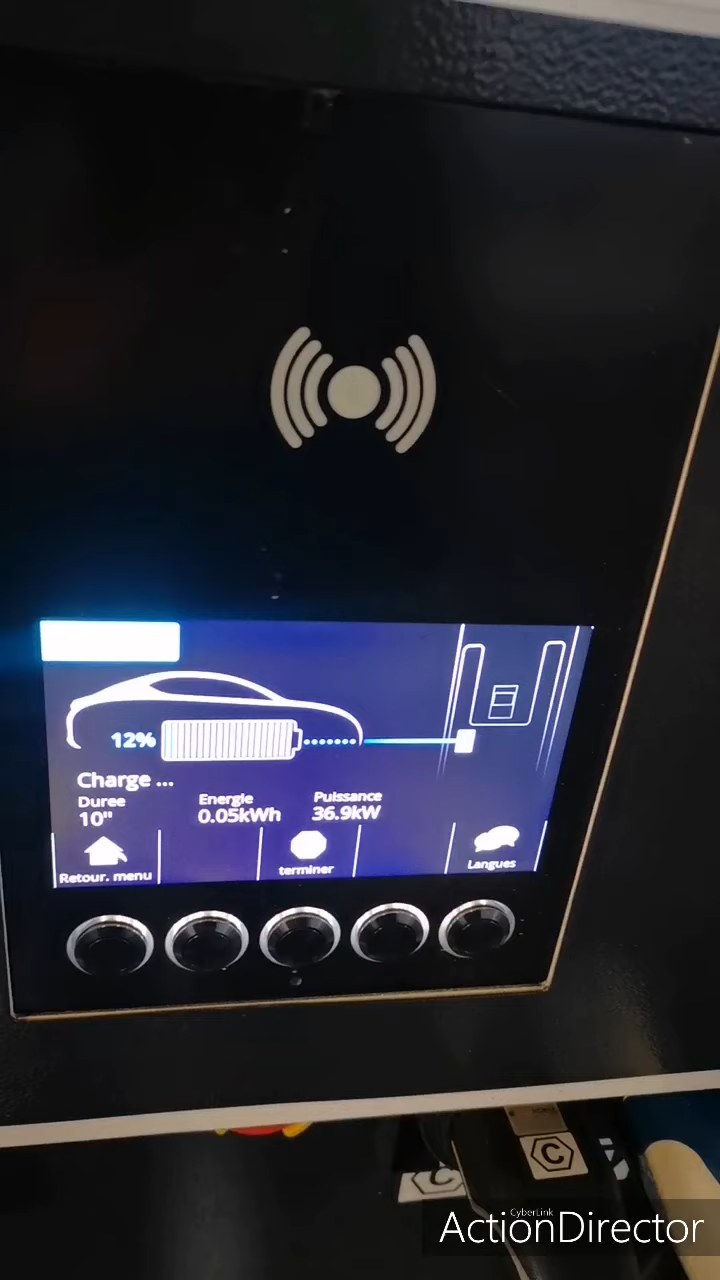 12%
Charge ...
Duree
10"
Energie
0.05kWh
Puissance
36.9kW
Retour. menu
terminer
Langues
C
C
CyberLink
ActionDirector